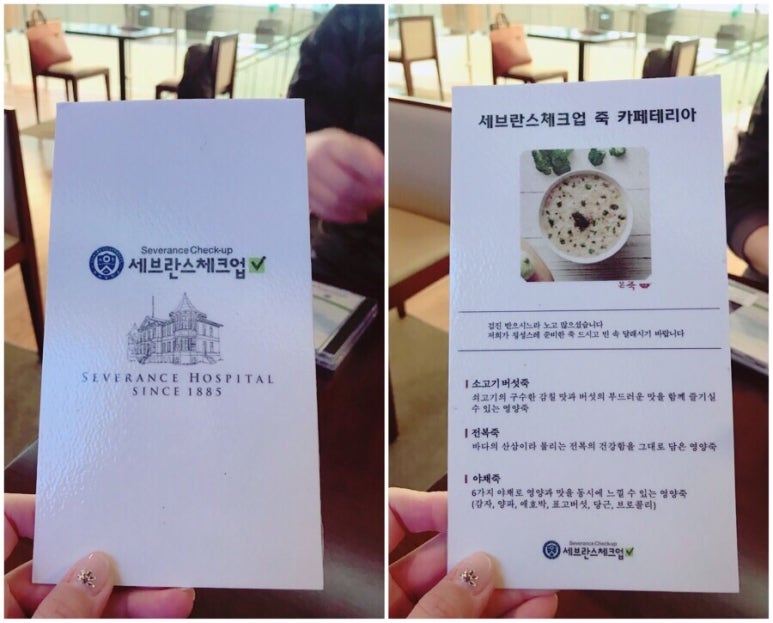 Severance Check-up
세브란스체크업
SEVERANCE HOSPITAL
SINCE 1885
세브란스체크업 죽 카페테리아
본죽
검진 받으시느라 노고 많으셨습니다
저희가 정성스레 준비한 죽 드시고 빈 속 달래시기 바랍니다
소고기 버섯죽
쇠고기의 구수한 감칠 맛과 버섯의 부드러운 맛을 함께 즐기실
수 있는 영양죽
전복죽
바다의 산삼이라 불리는 전복의 건강함을 그대로 담은 영양죽
야채죽
6가지 야채로 영양과 맛을 동시에 느낄 수 있는 영양죽
(감자, 양파, 애호박, 표고버섯, 당근, 브로콜리)
Severance Check-up
세브란스체크업